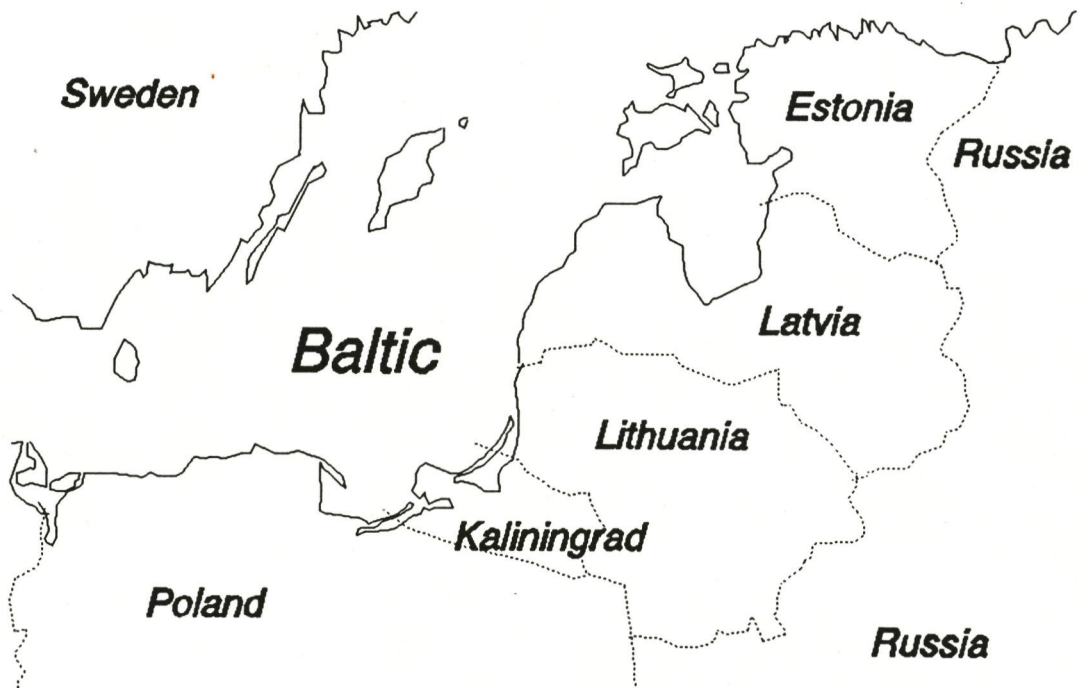 Sweden
Estonia
Russia
Latvia
Baltic
Lithuania
Kaliningrad
Poland
Russia